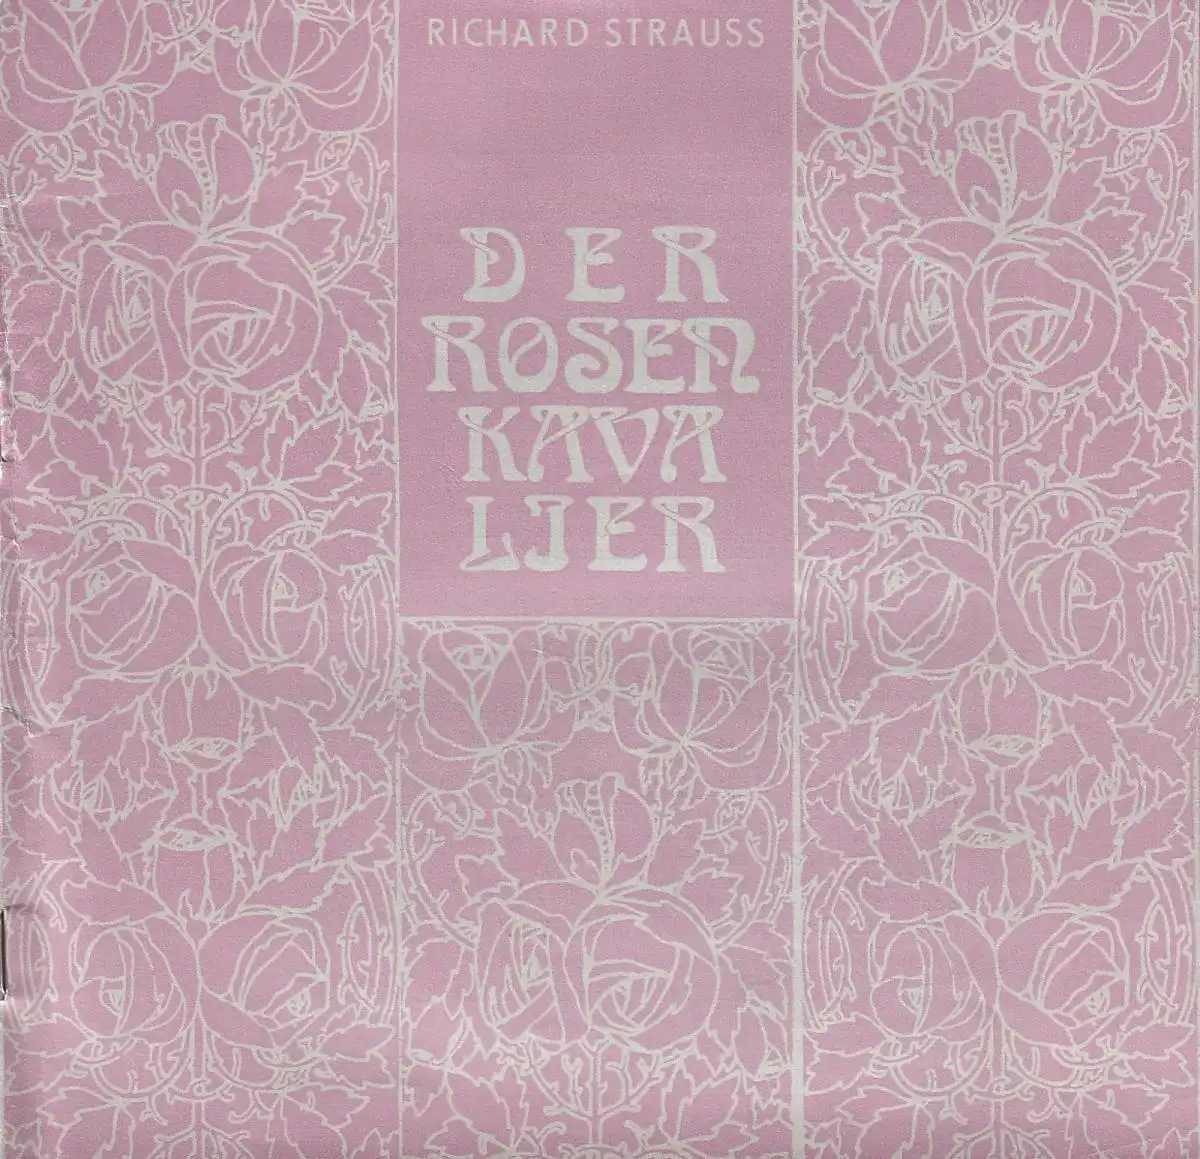 RICHARD STRAUSS
DER
ROSEN
KAVA
LIER